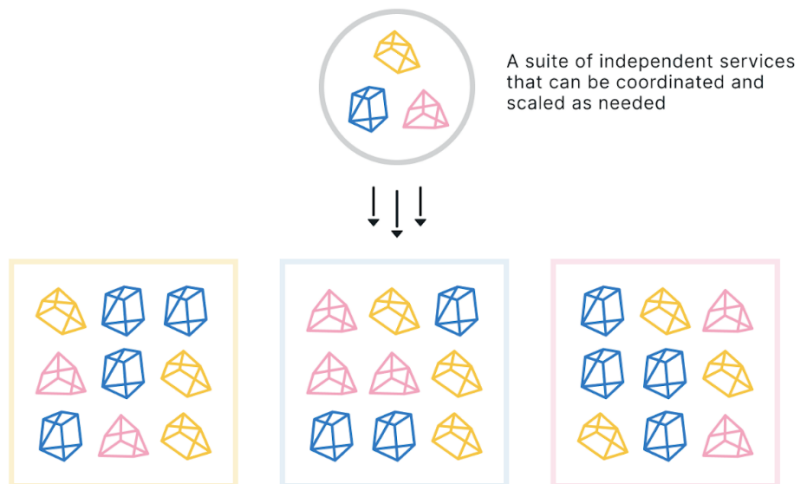 A suite of independent services
that can be coordinated and
scaled as needed